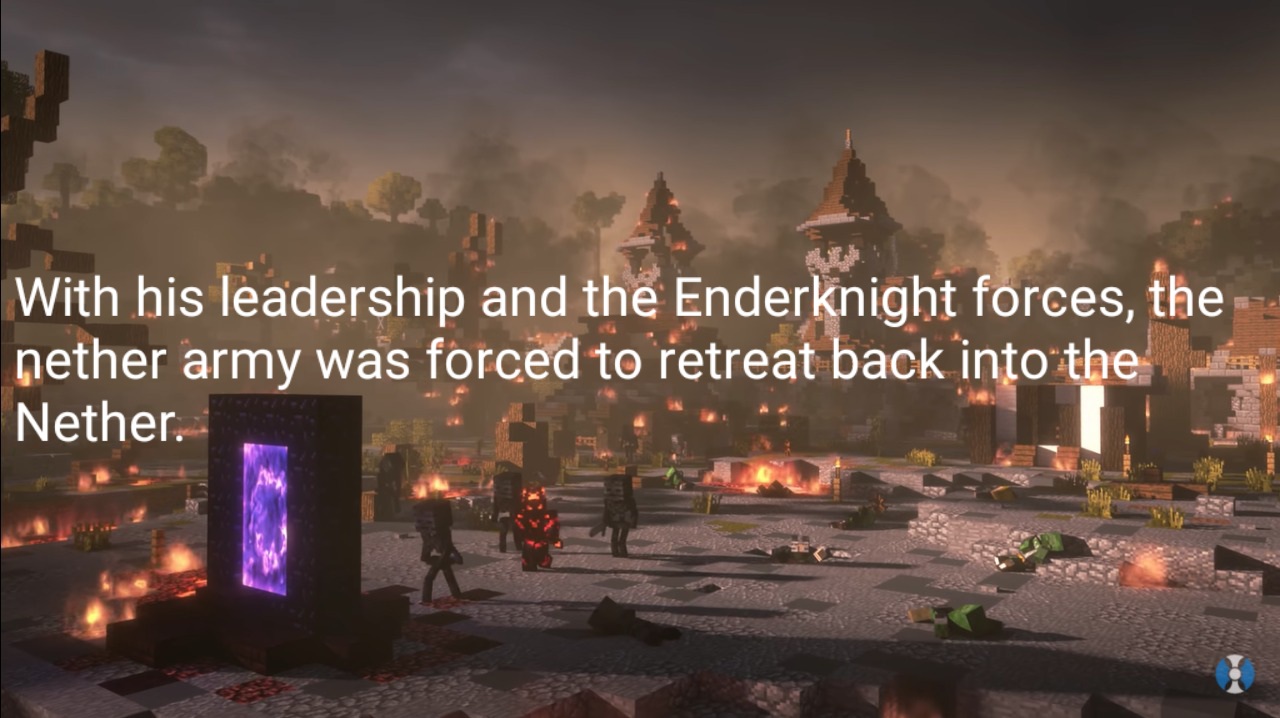 With his leadership and the Enderknight forces, the
nether army was forced to retreat back into the
Nether.